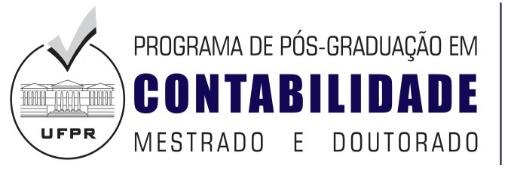 UFPR
PROGRAMA DE PÓS-GRADUAÇÃO EM
CONTABILIDADE
MESTRADO E DOUTORADO